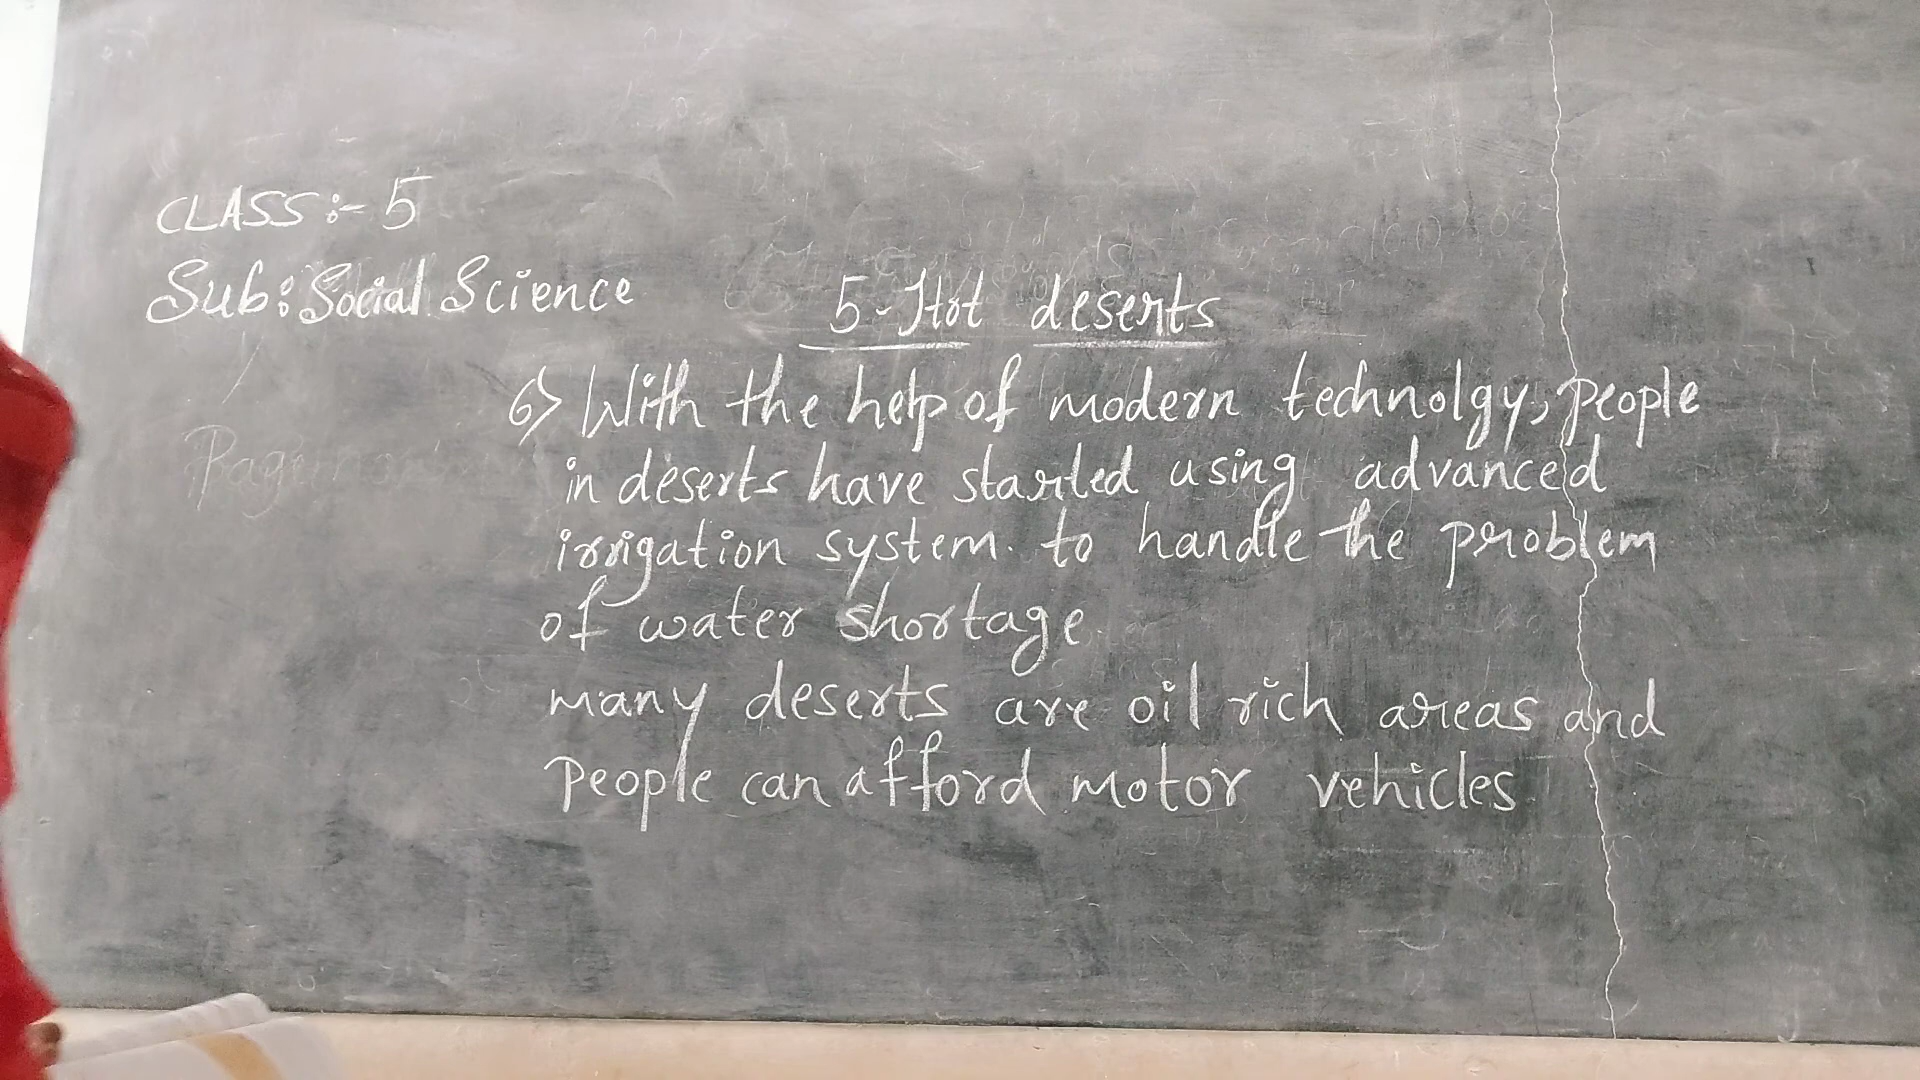 CLASS :- 5
Sub: Social Science
5-Hot deserts
6) With the help of modern technolgy, people
in deserts have started using advanced
irrigation system. to handle the problem
of water shortage.
many deserts are oil rich areas and
People can afford motor vehicles.